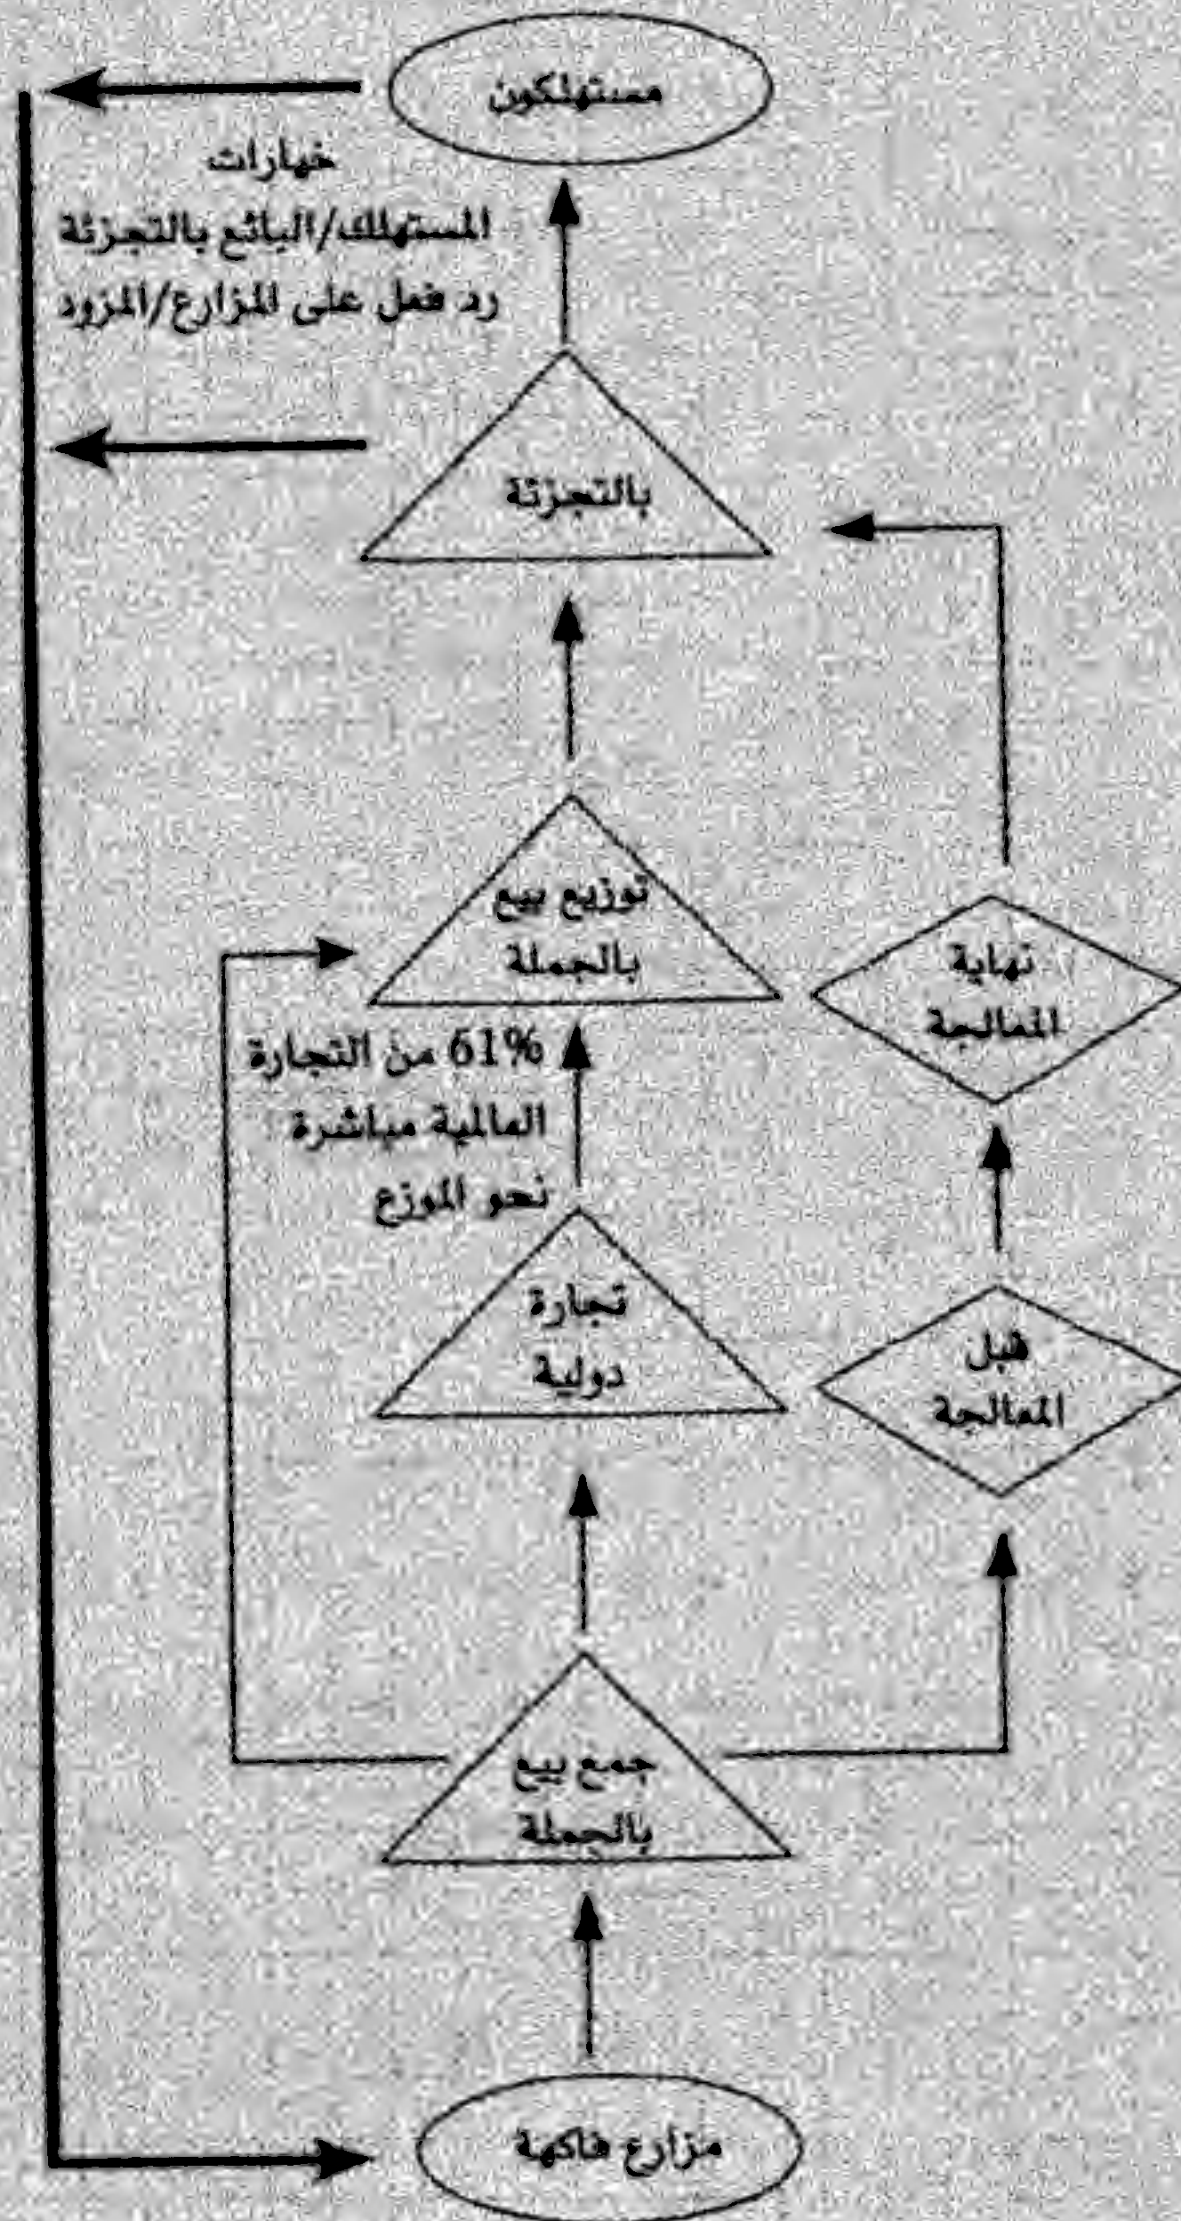 مستهلكون
خيارات
المستهلك/البائع بالتجزئة
رد فعل على المزارع/المزود
بالتجزئة
توزيع بيع
بالجملة
نهاية
المعالجة
61% من التجارة
العالمية مباشرة
نحو الموزع
تجارة
دولية
قبل
المعالجة
جمع بيع
بالجملة
مزارع فاكهة